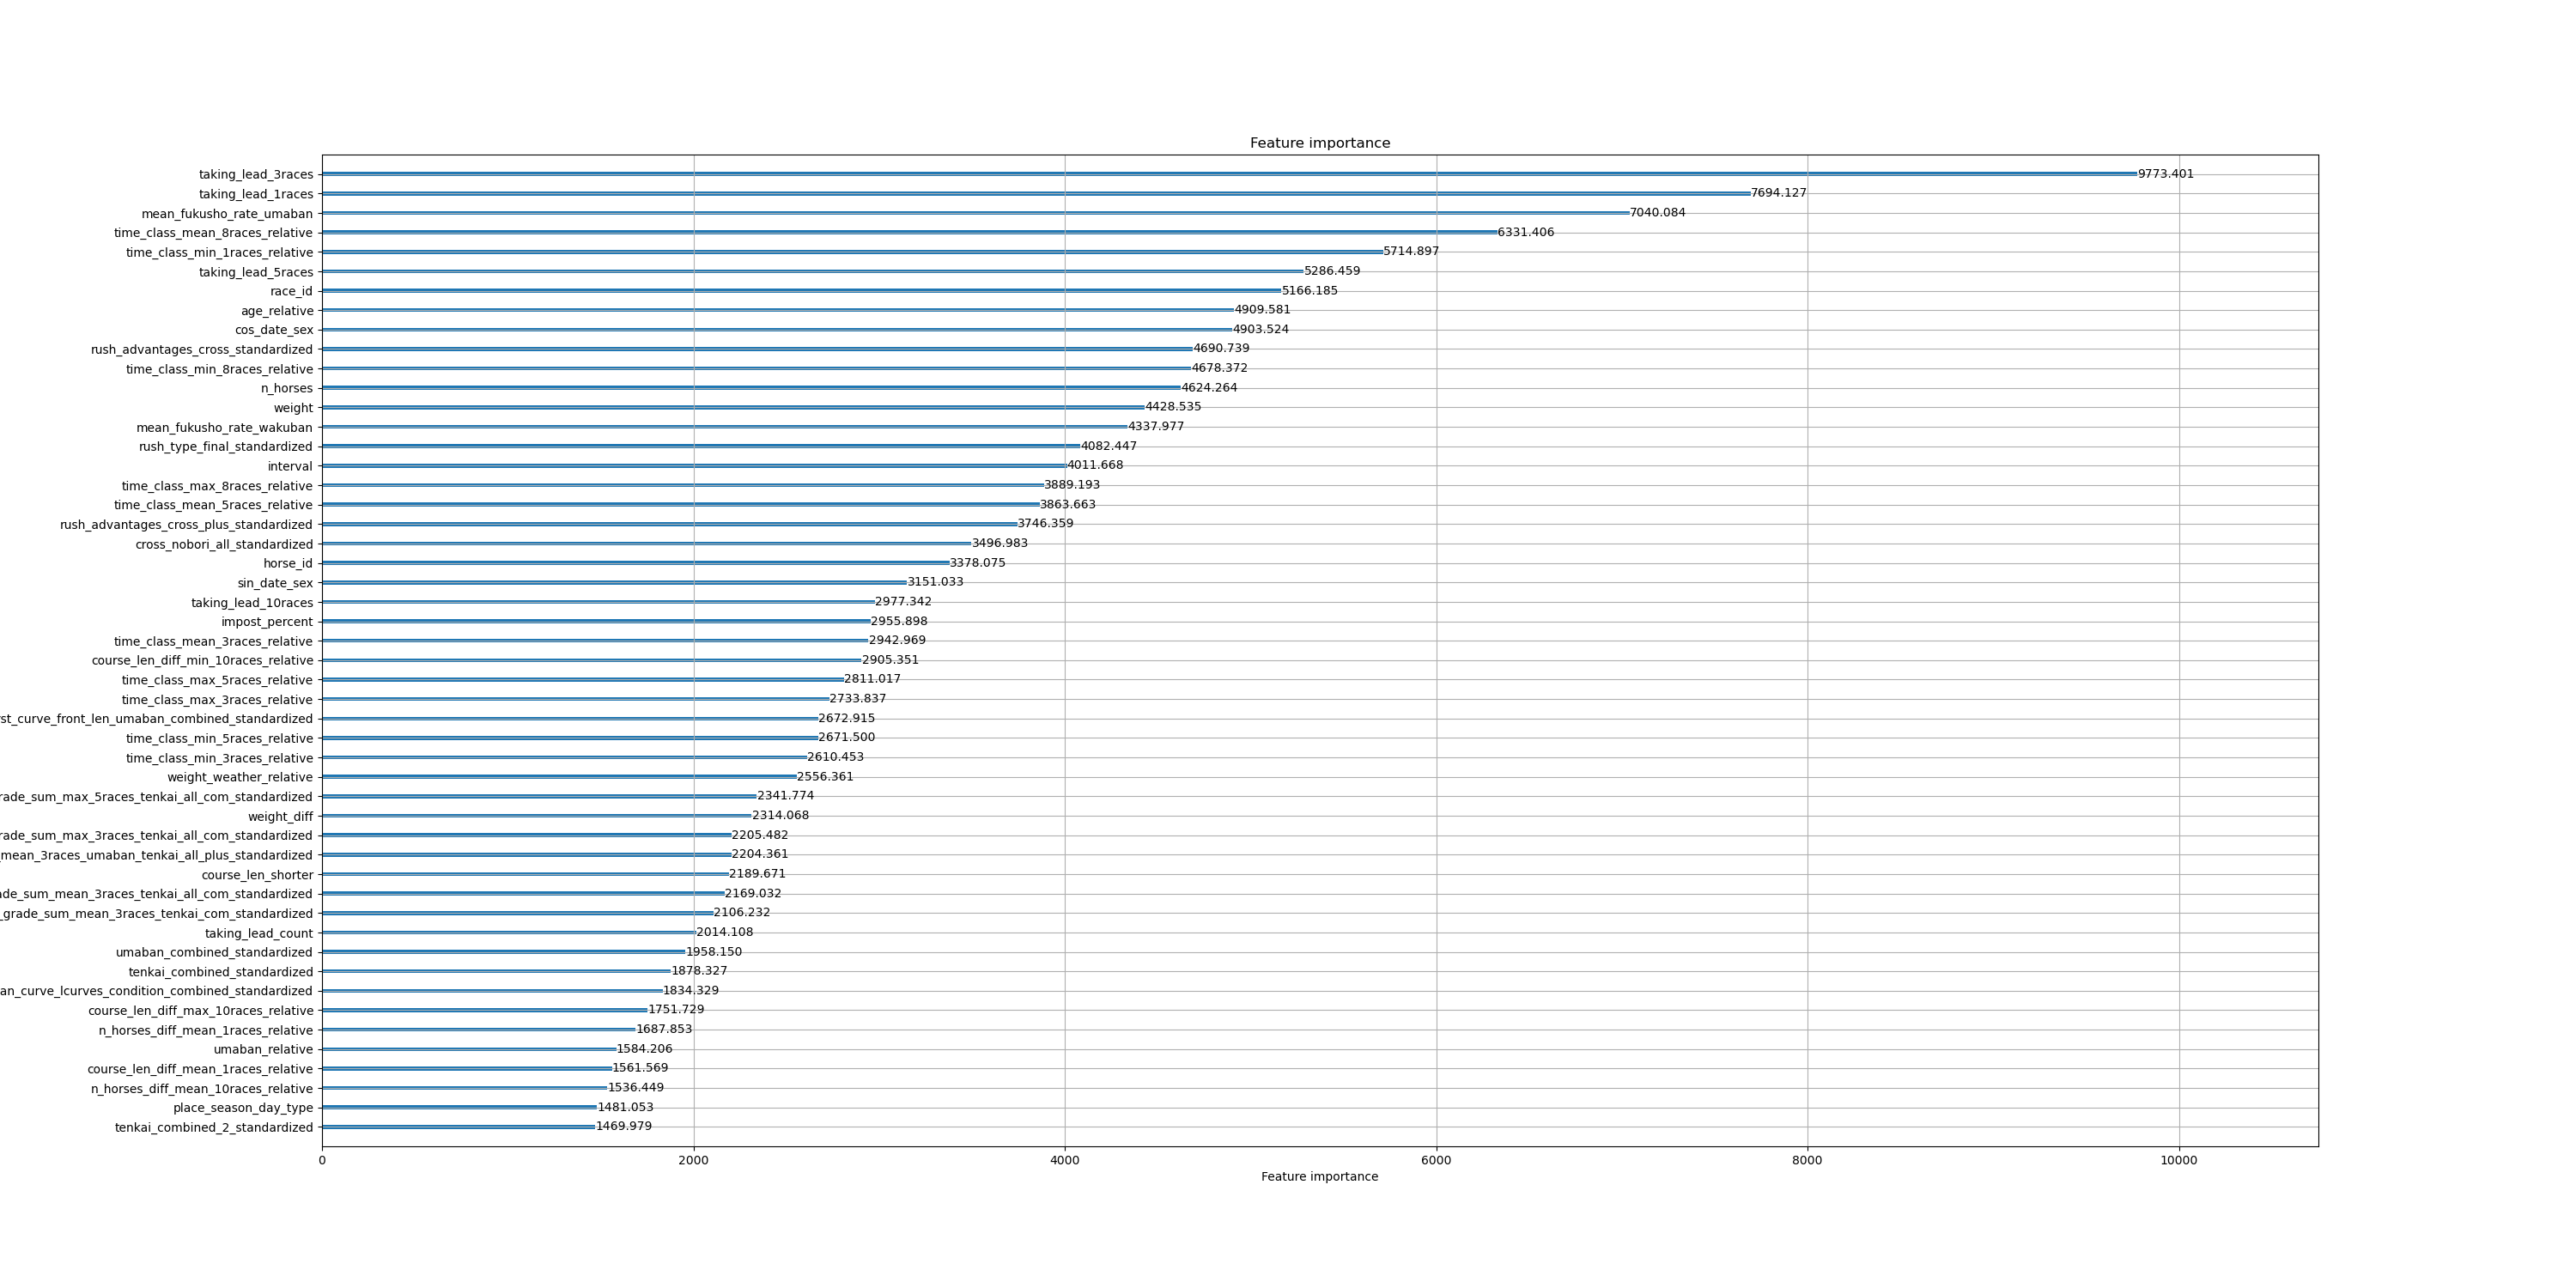 Feature importance
taking_lead_3races 9773.401
taking_lead_1races 7694.127
mean_fukusho_rate_umaban 7040.084
time_class_mean_8races_relative 6331.406
time_class_min_1races_relative 5714.897
taking_lead_5races 5286.459
race_id 5166.185
age_relative 4909.581
cos_date_sex 4903.524
rush_advantages_cross_standardized 4690.739
time_class_min_8races_relative 4678.372
n_horses 4624.264
weight 4428.535
mean_fukusho_rate_wakuban 4337.977
rush_type_final_standardized 4082.447
interval 4011.668
time_class_max_8races_relative 3889.193
time_class_mean_5races_relative 3863.663
rush_advantages_cross_plus_standardized 3746.359
cross_nobori_all_standardized 3496.983
horse_id 3378.075
sin_date_sex 3151.033
taking_lead_10races 2977.342
impost_percent 2955.898
time_class_mean_3races_relative 2942.969
course_len_diff_min_10races_relative 2905.351
time_class_max_5races_relative 2811.017
time_class_max_3races_relative 2733.837
st_curve_front_len_umaban_combined_standardized 2672.915
time_class_min_5races_relative 2671.500
time_class_min_3races_relative 2610.453
weight_weather_relative 2556.361
rade_sum_max_5races_tenkai_all_com_standardized 2341.774
weight_diff 2314.068
rade_sum_max_3races_tenkai_all_com_standardized 2205.482
_mean_3races_umaban_tenkai_all_plus_standardized 2204.361
course_len_shorter 2189.671
de_sum_mean_3races_tenkai_all_com_standardized 2169.032
_grade_sum_mean_3races_tenkai_com_standardized 2106.232
taking_lead_count 2014.108
umaban_combined_standardized 1958.150
tenkai_combined_standardized 1878.327
an_curve_lcurves_condition_combined_standardized 1834.329
course_len_diff_max_10races_relative 1751.729
n_horses_diff_mean_1races_relative 1687.853
umaban_relative 1584.206
course_len_diff_mean_1races_relative 1561.569
n_horses_diff_mean_10races_relative 1536.449
place_season_day_type 1481.053
tenkai_combined_2_standardized 1469.979
0 2000 4000 6000 8000 10000
Feature importance